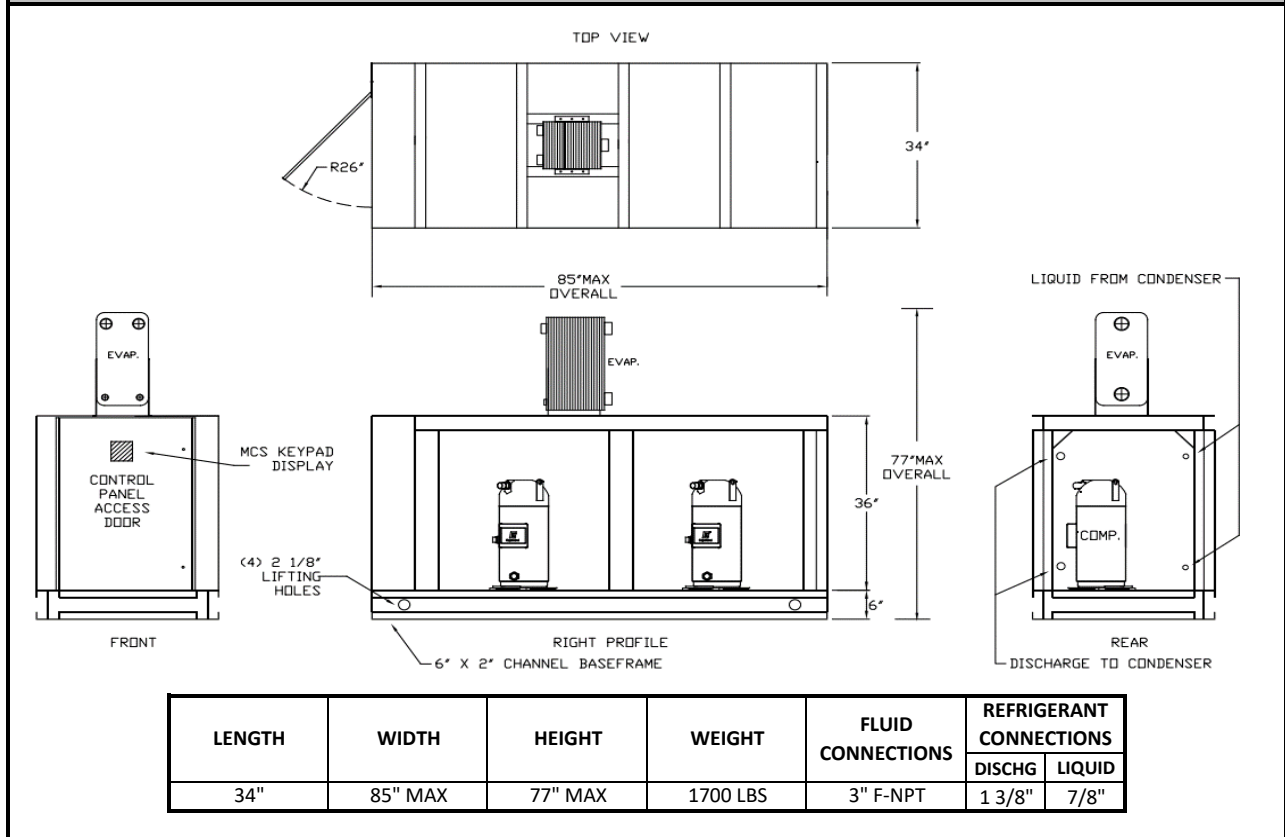 TOP VIEW
R26"
34"
85"MAX
OVERALL
LIQUID FROM CONDENSER
EVAP.
EVAP.
EVAP.
MCS KEYPAD
DISPLAY
CONTROL
PANEL
ACCESS
DOOR
77"MAX
OVERALL
36"
COMP.
(4) 2 1/8"
LIFTING
HOLES
6"
FRONT
RIGHT PROFILE
REAR
6" X 2" CHANNEL BASEFRAME
DISCHARGE TO CONDENSER
LENGTH WIDTH HEIGHT WEIGHT FLUID CONNECTIONS REFRIGERANT CONNECTIONS
DISCHG LIQUID
34" 85" MAX 77" MAX 1700 LBS 3" F-NPT 1 3/8" 7/8"